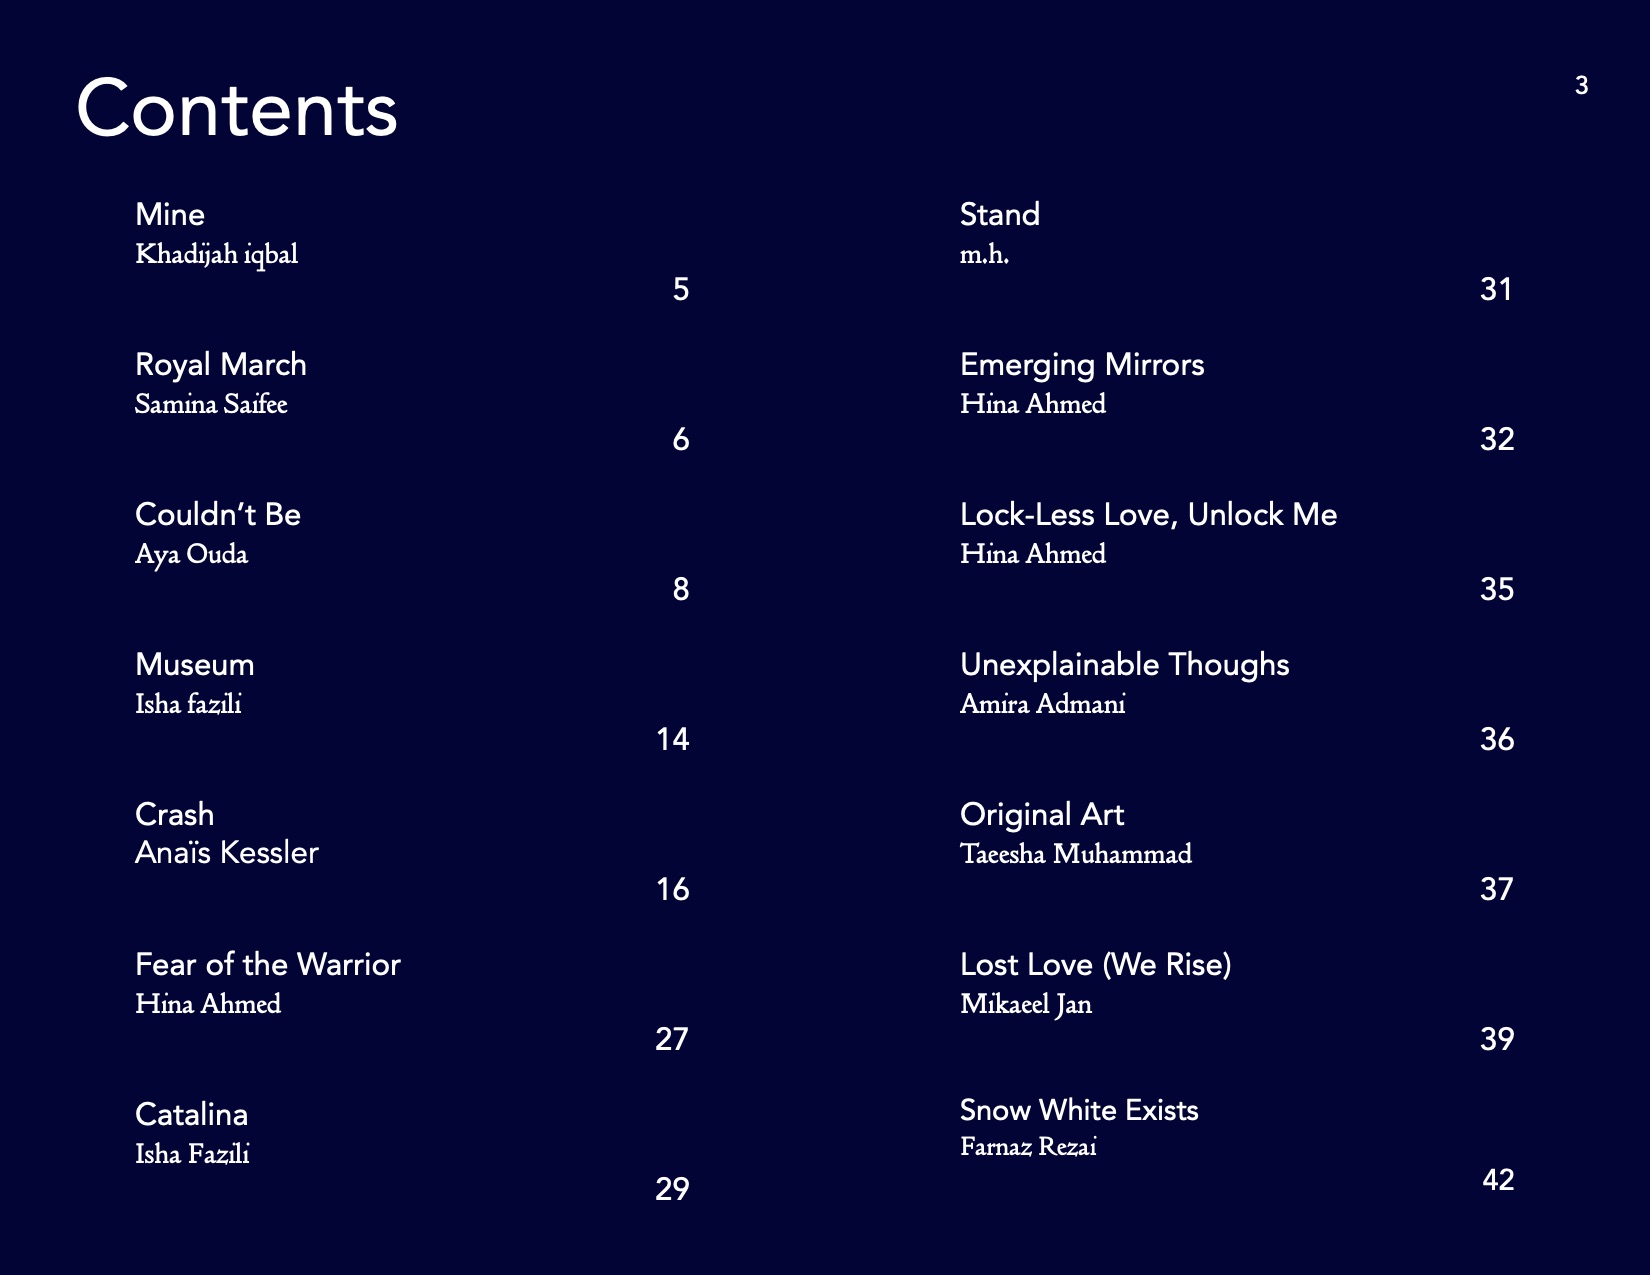 Contents
3
Mine
Khadijah iqbal
5
Royal March
Samina Saifee
6
Couldn’t Be
Aya Ouda
8
Museum
Isha fazili
14
Crash
Anaïs Kessler
16
Fear of the Warrior
Hina Ahmed
27
Catalina
Isha Fazili
29
Stand
m.h.
31
Emerging Mirrors
Hina Ahmed
32
Lock-Less Love, Unlock Me
Hina Ahmed
35
Unexplainable Thoughs
Amira Admani
36
Original Art
Taeesha Muhammad
37
Lost Love (We Rise)
Mikaeel Jan
39
Snow White Exists
Farnaz Rezai
42